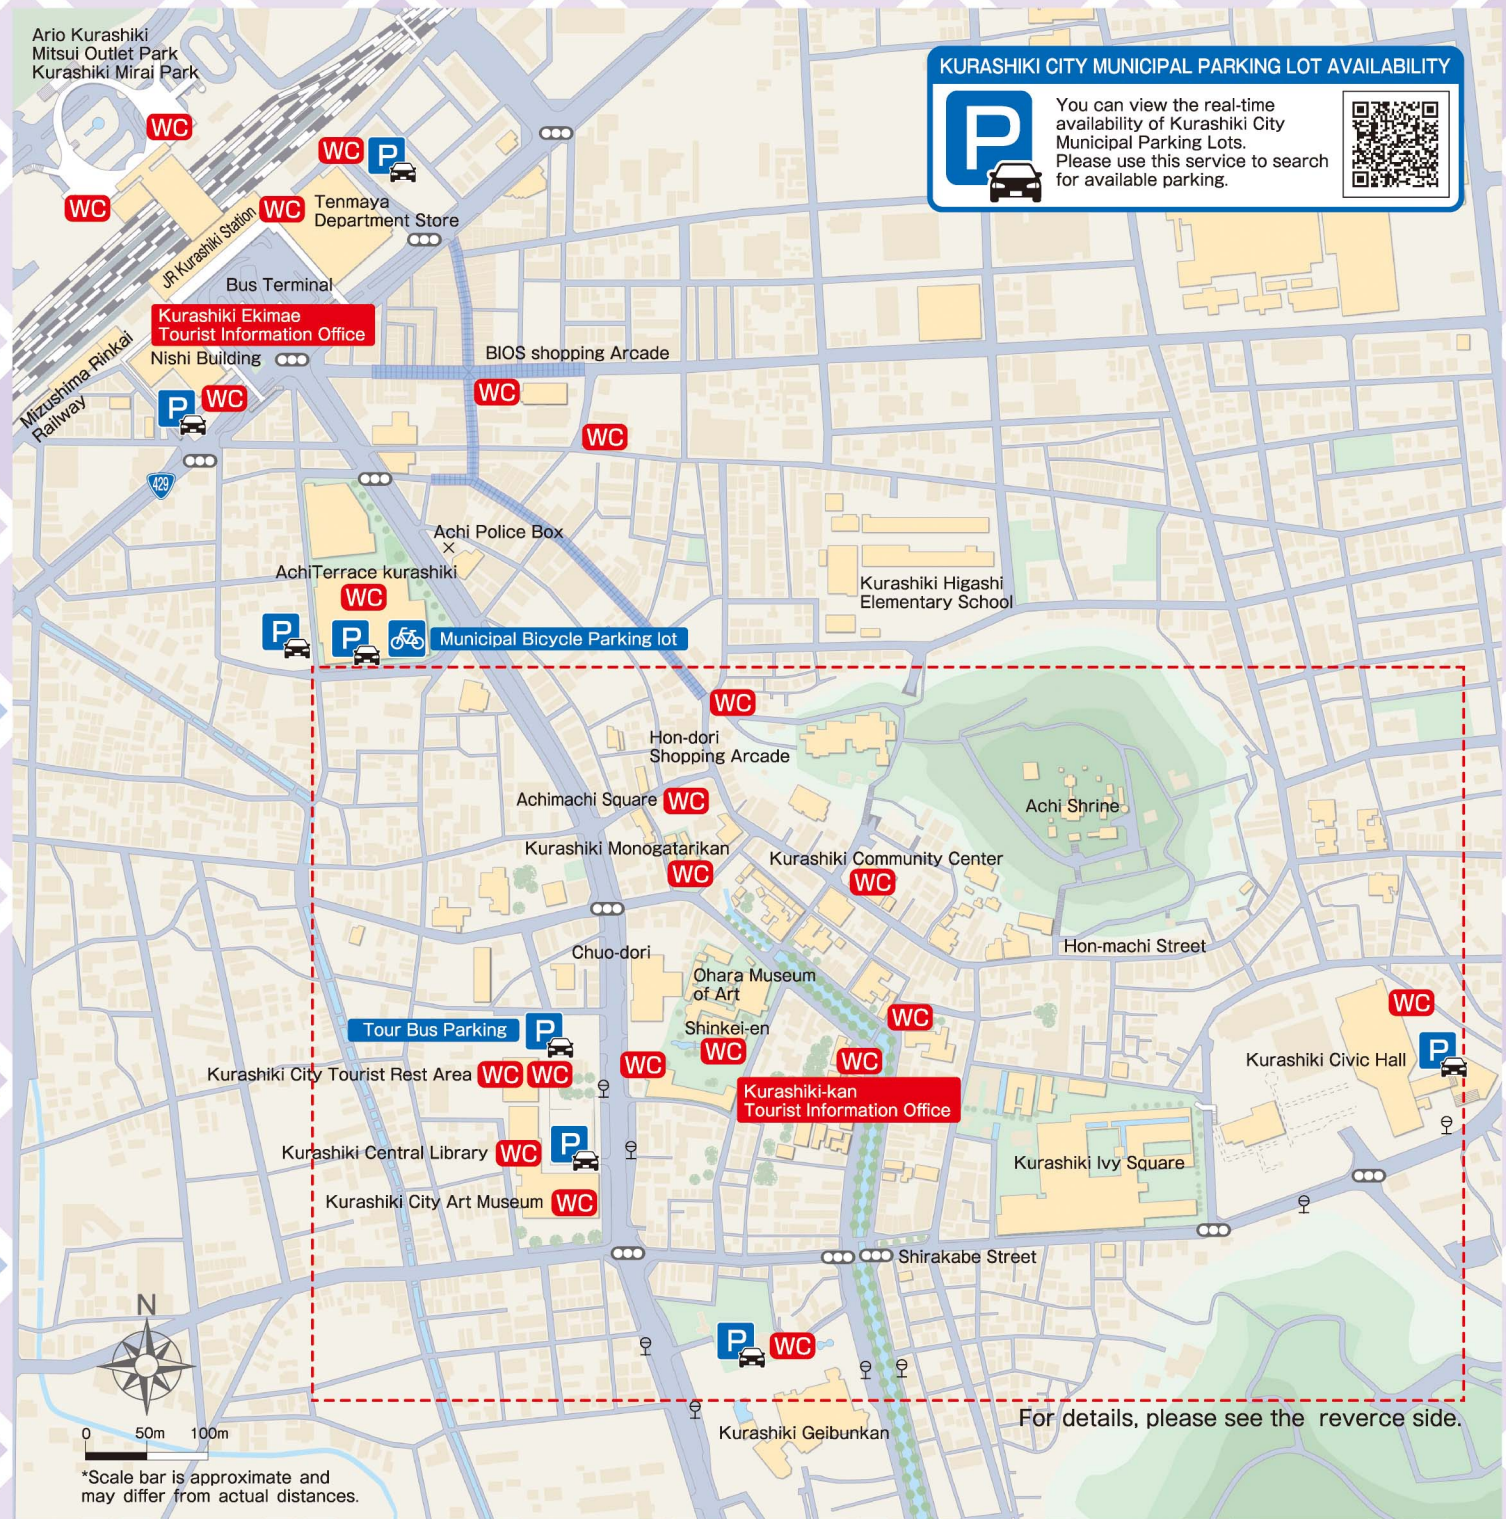 Ario Kurashiki
Mitsui Outlet Park
Kurashiki Mirai Park
KURASHIKI CITY MUNICIPAL PARKING LOT AVAILABILITY
P
You can view the real-time
availability of Kurashiki City
Municipal Parking Lots.
Please use this service to search
for available parking.
WC
WC
P
WC
WC
Tenmaya
Department Store
JR Kurashiki Station
Bus Terminal
Kurashiki Ekimae
Tourist Information Office
Nishi Building
Mizushima Rinkai
Railway
P
WC
BIOS shopping Arcade
WC
WC
429
Achi Police Box
AchiTerrace kurashiki
WC
P
P
Municipal Bicycle Parking lot
Kurashiki Higashi
Elementary School
WC
Hon-dori
Shopping Arcade
Achimachi Square
WC
Achi Shrine
Kurashiki Monogatarikan
WC
Kurashiki Community Center
WC
Hon-machi Street
Chuo-dori
Ohara Museum
of Art
Shinkei-en
WC
WC
WC
WC
Tour Bus Parking
P
Kurashiki City Tourist Rest Area
WC
WC
Kurashiki-kan
Tourist Information Office
WC
Kurashiki Civic Hall
P
Kurashiki Central Library
WC
P
Kurashiki Ivy Square
Kurashiki City Art Museum
WC
Shirakabe Street
P
WC
Kurashiki Geibunkan
For details, please see the reverce side.
N
0 50m 100m
*Scale bar is approximate and
may differ from actual distances.